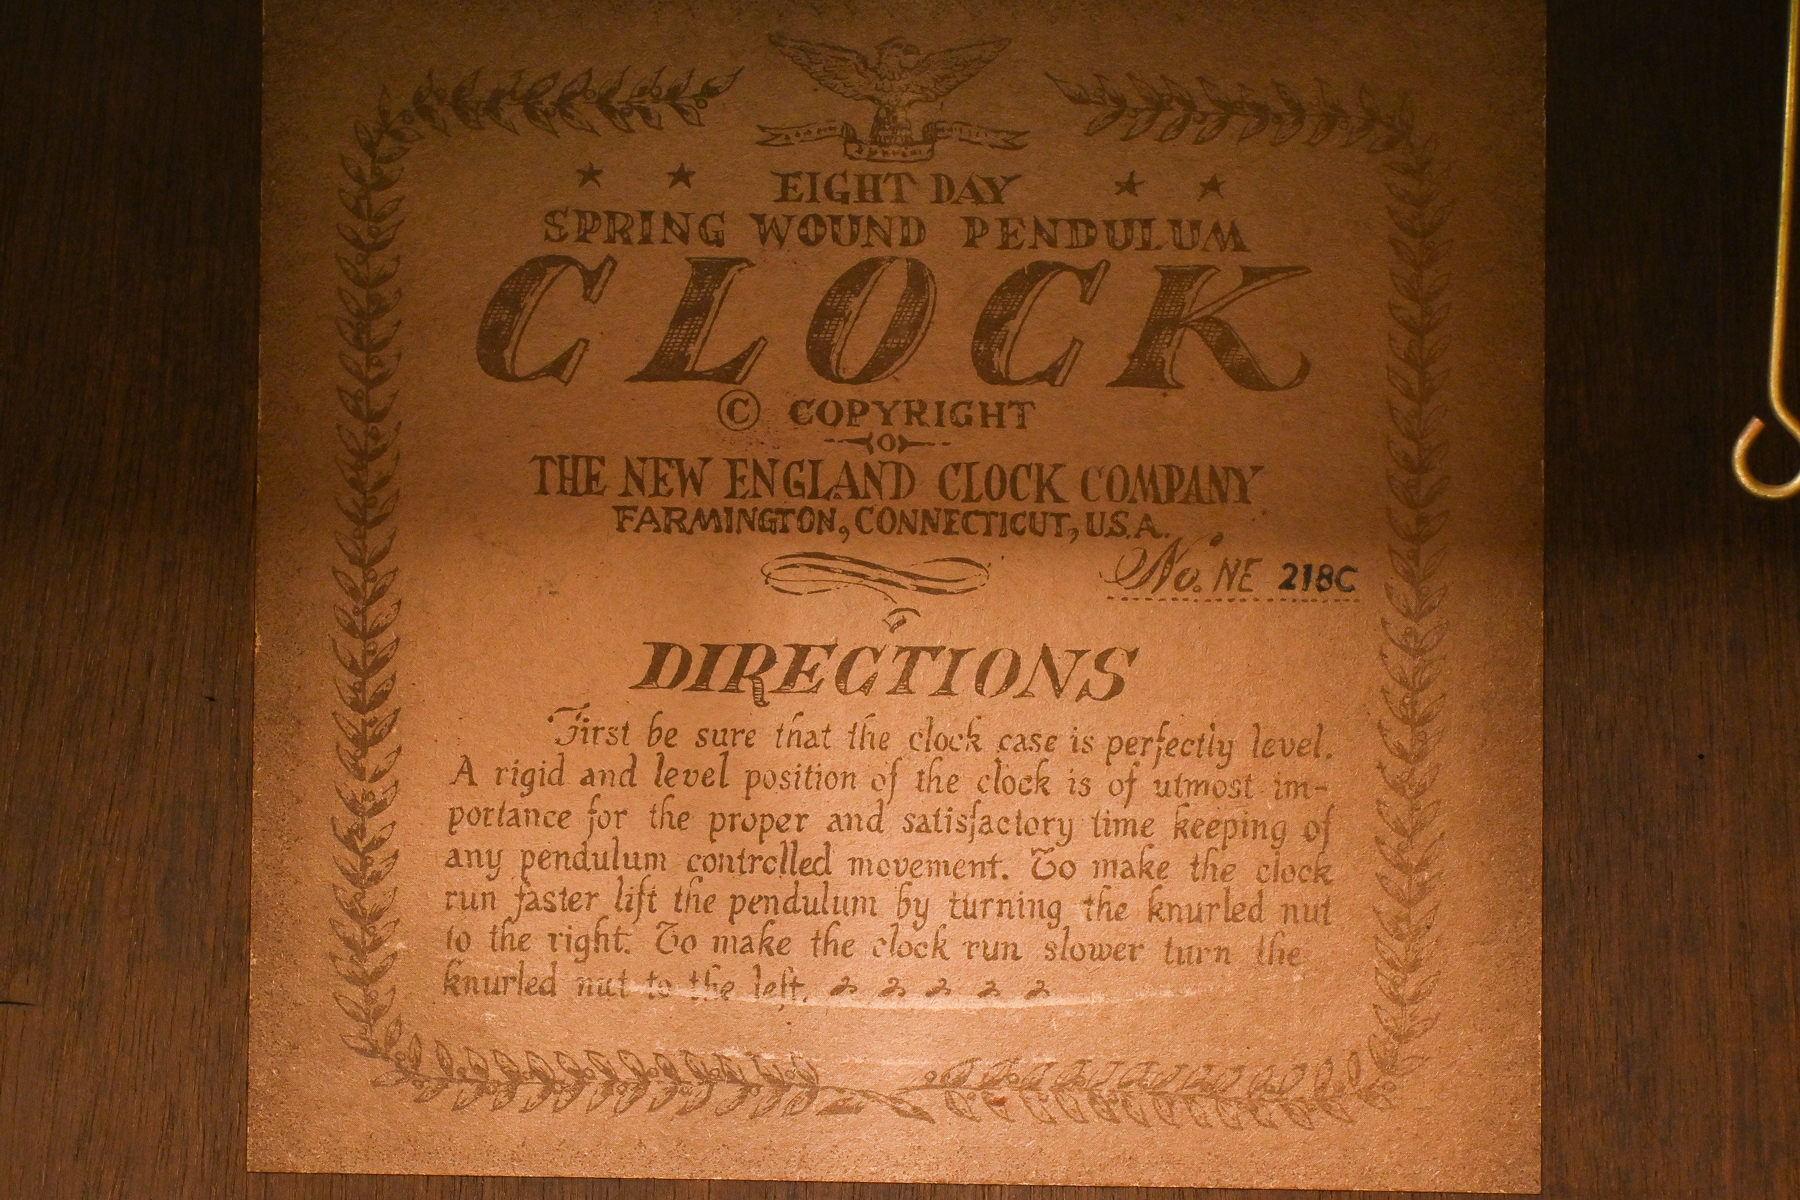 EIGHT DAY
SPRING WOUND PENDULUM
CLOCK
© COPYRIGHT
THE NEW ENGLAND CLOCK COMPANY
FARMINGTON, CONNECTICUT, U.S.A.
No. NE 218C
DIRECTIONS
First be sure that the clock case is perfectly level.
A rigid and level position of the clock is of utmost im-
portance for the proper and satisfactory time keeping of
any pendulum controlled movement. To make the clock
run faster lift the pendulum by turning the knurled nut
to the right. To make the clock run slower turn the
knurled nut to the left.